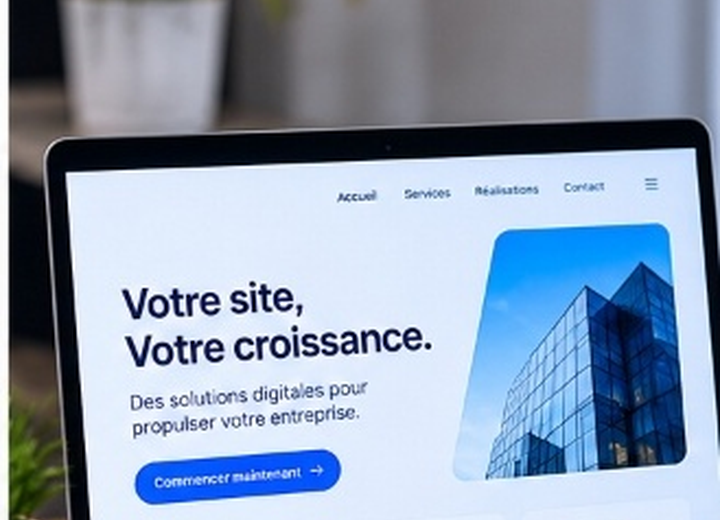 Accueil Services Réalisations Contact
Votre site,
Votre croissance.
Des solutions digitales pour
propulser votre entreprise.
Commencer maintenant →